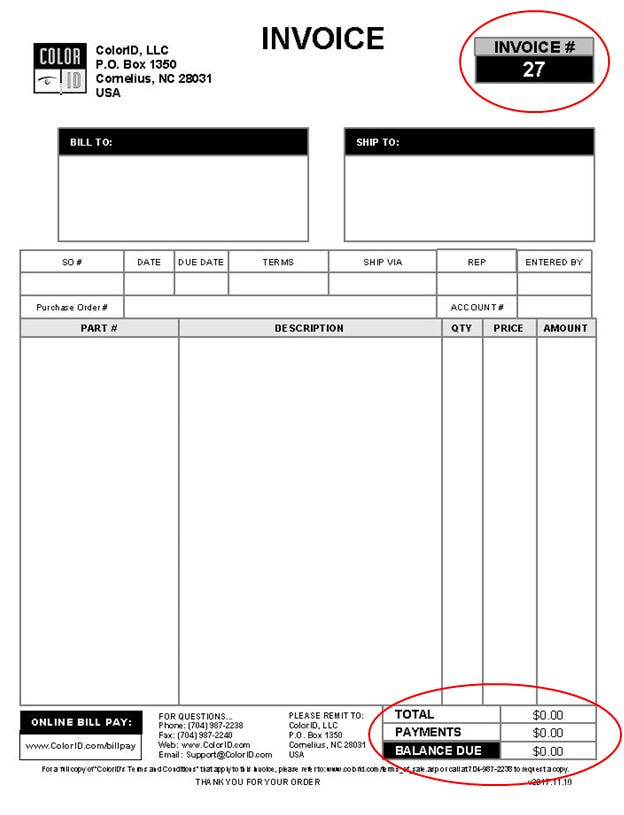 INVOICE
INVOICE #
27
COLOR
ID
ColorID, LLC
P.O. Box 1350
Cornelius, NC 28031
USA
BILL TO:
SHIP TO:
SO # DATE DUE DATE TERMS SHIP VIA REP ENTERED BY
Purchase Order # ACCOUNT #
PART # DESCRIPTION QTY PRICE AMOUNT
ONLINE BILL PAY:
www.ColorID.com/billpay
FOR QUESTIONS...
Phone: (704) 987-2238
Fax: (704) 987-2240
Web: www.ColorID.com
Email: Support@ColorID.com
PLEASE REMIT TO:
ColorID, LLC
P.O. Box 1350
Cornelius, NC 28031
USA
TOTAL $0.00
PAYMENTS $0.00
BALANCE DUE $0.00
For a full copy of "ColorID's Terms and Conditions" that apply to this invoice, please refer to: www.colorid.com/terms_of_sale.asp or call at 704-987-2238 to request a copy.
THANK YOU FOR YOUR ORDER v2017.11.19